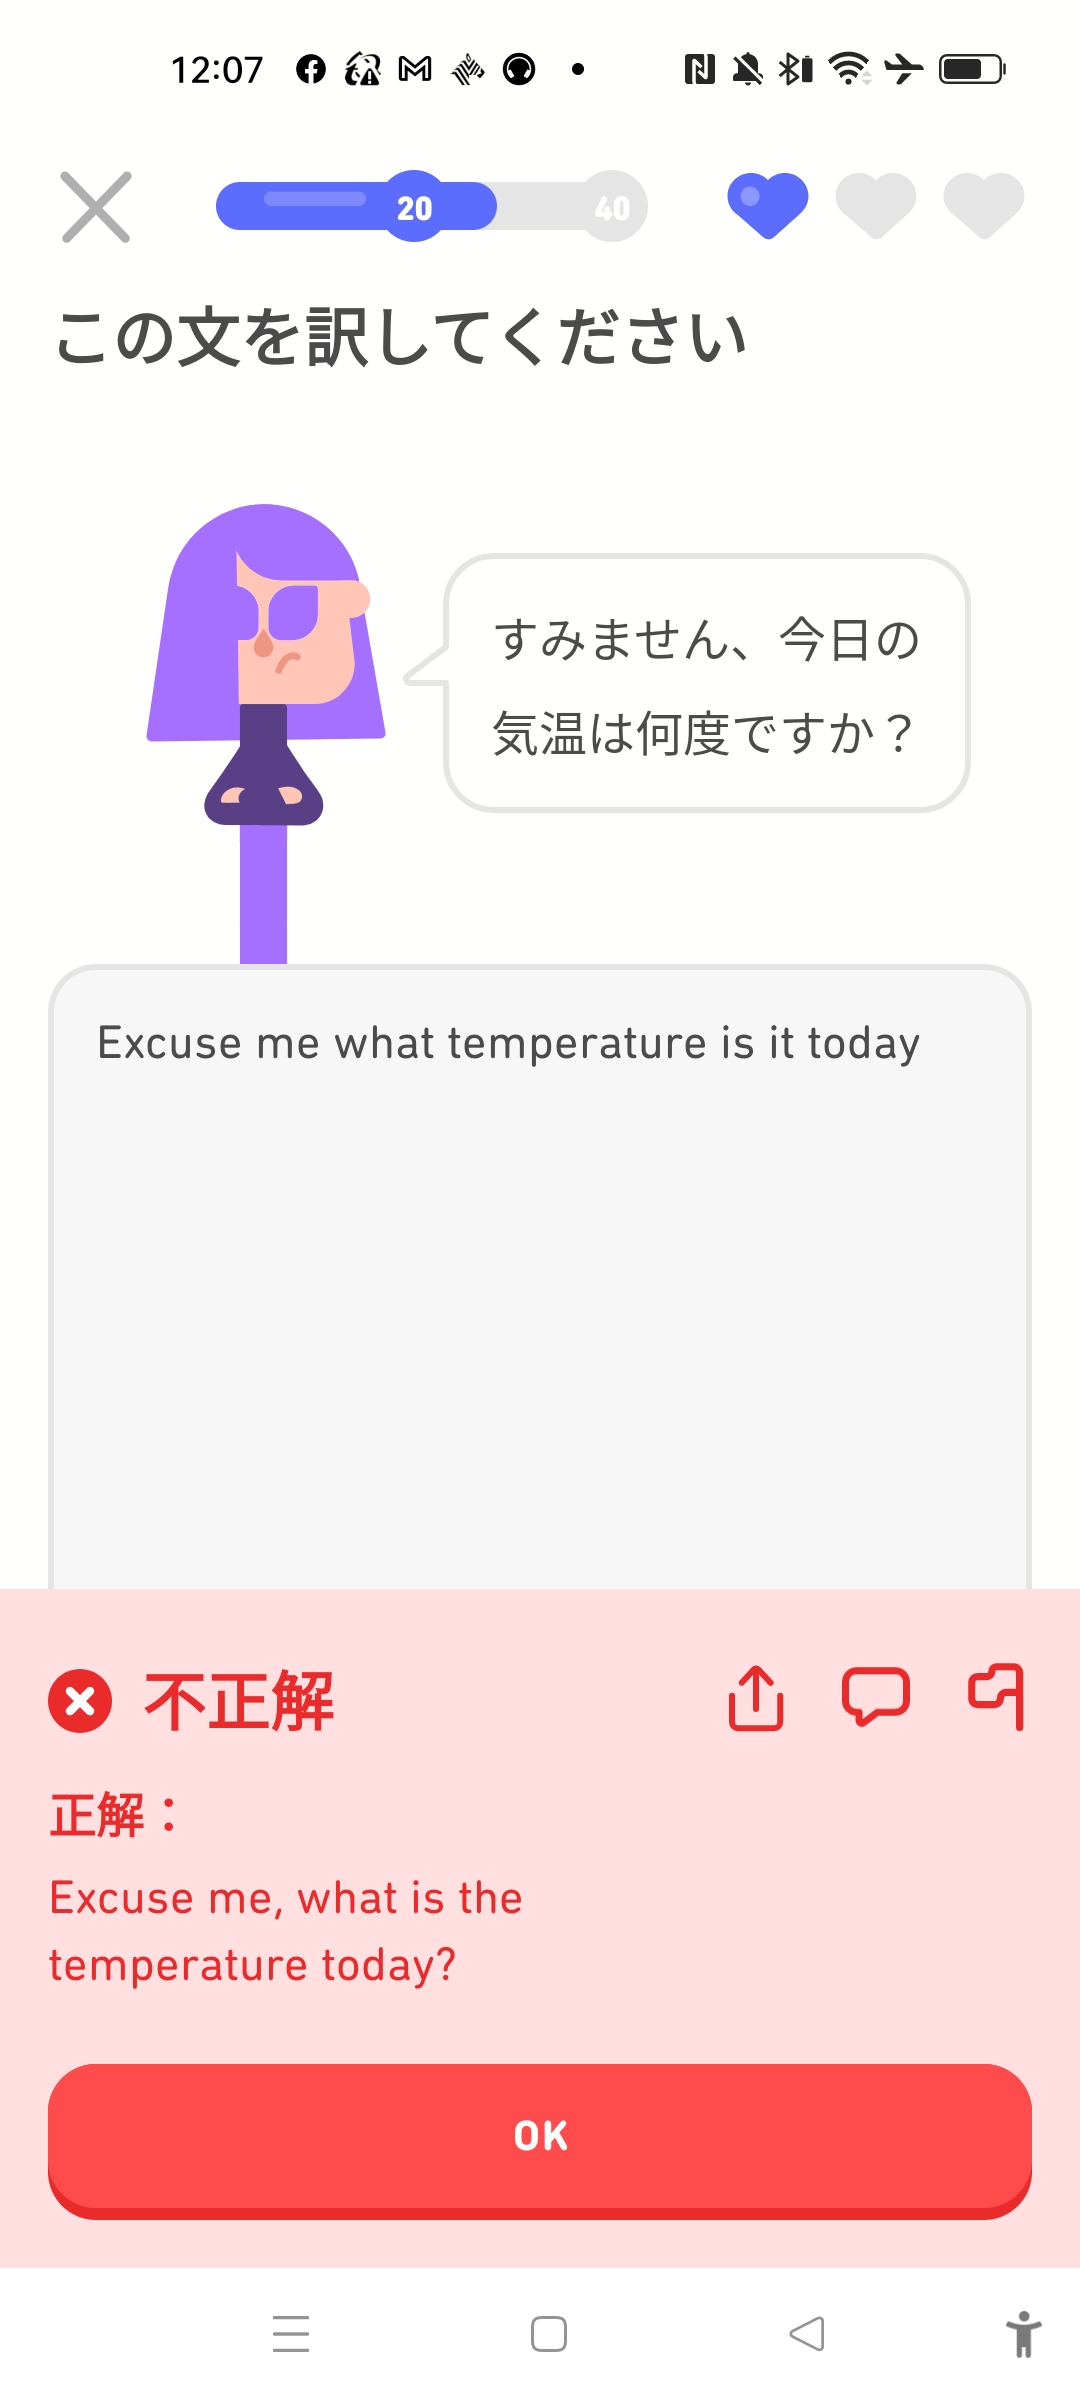 12:07
20
40
この文を訳してください
すみません、今日の
気温は何度ですか？
Excuse me what temperature is it today
不正解
正解：
Excuse me, what is the
temperature today?
OK